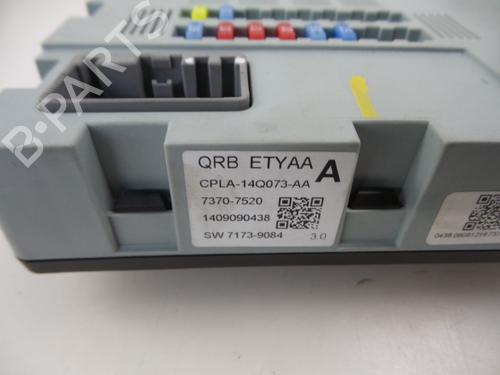 B-PARTS
QRB ETYAA A
CPLA-14Q073-AA
7370-7520
1409090438
SW 7173-9084 3.0